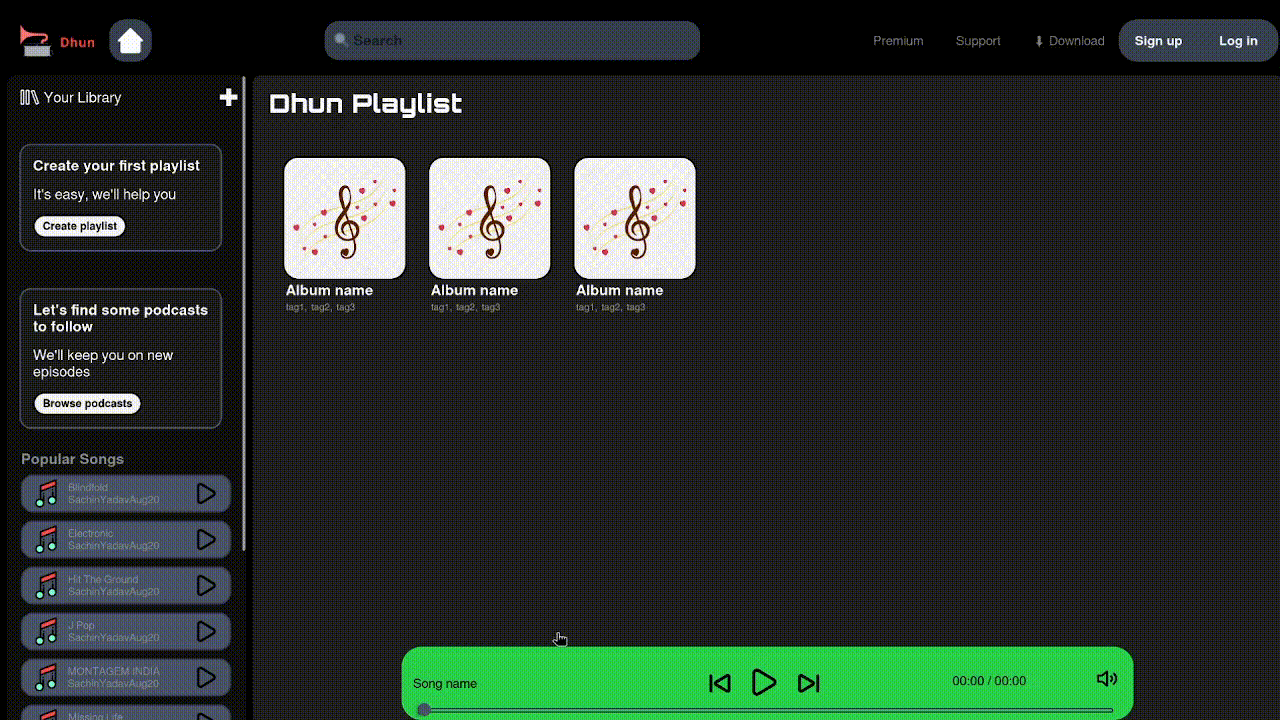 Dhun
Search
Premium
Support
Download
Sign up
Log in
Your Library
Create your first playlist
It's easy, we'll help you
Create playlist
Let's find some podcasts
to follow
We'll keep you on new
episodes
Browse podcasts
Popular Songs
Blindfold
SachinYadavAug20
Electronic
SachinYadavAug20
Hit The Ground
SachinYadavAug20
J Pop
SachinYadavAug20
MONTAGEM INDIA
SachinYadavAug20
Missing Life
Dhun Playlist
Album name
tag1, tag2, tag3
Album name
tag1, tag2, tag3
Album name
tag1, tag2, tag3
Song name
00:00 / 00:00